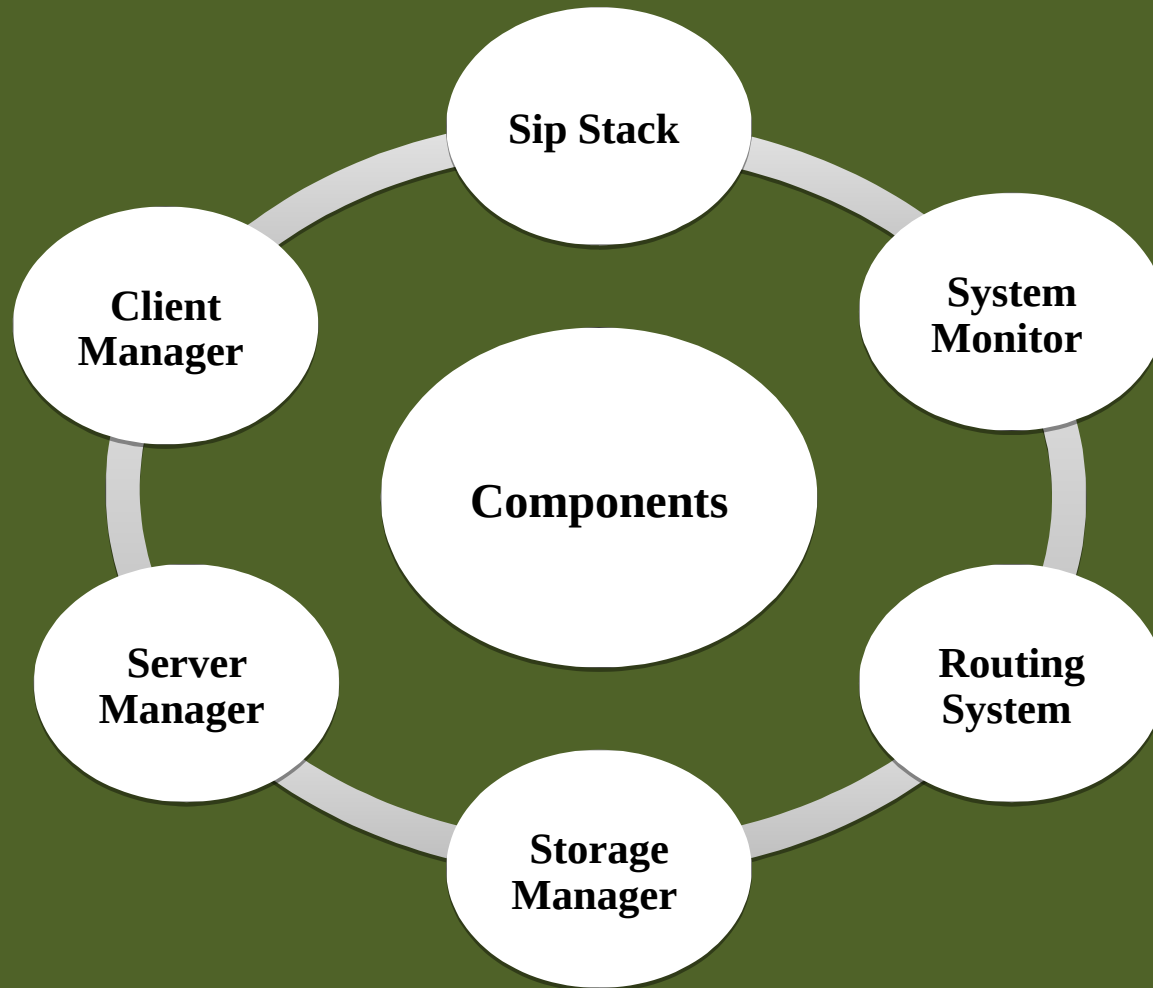 Sip Stack
System
Monitor
Routing
System
Storage
Manager
Server
Manager
Client
Manager
Components